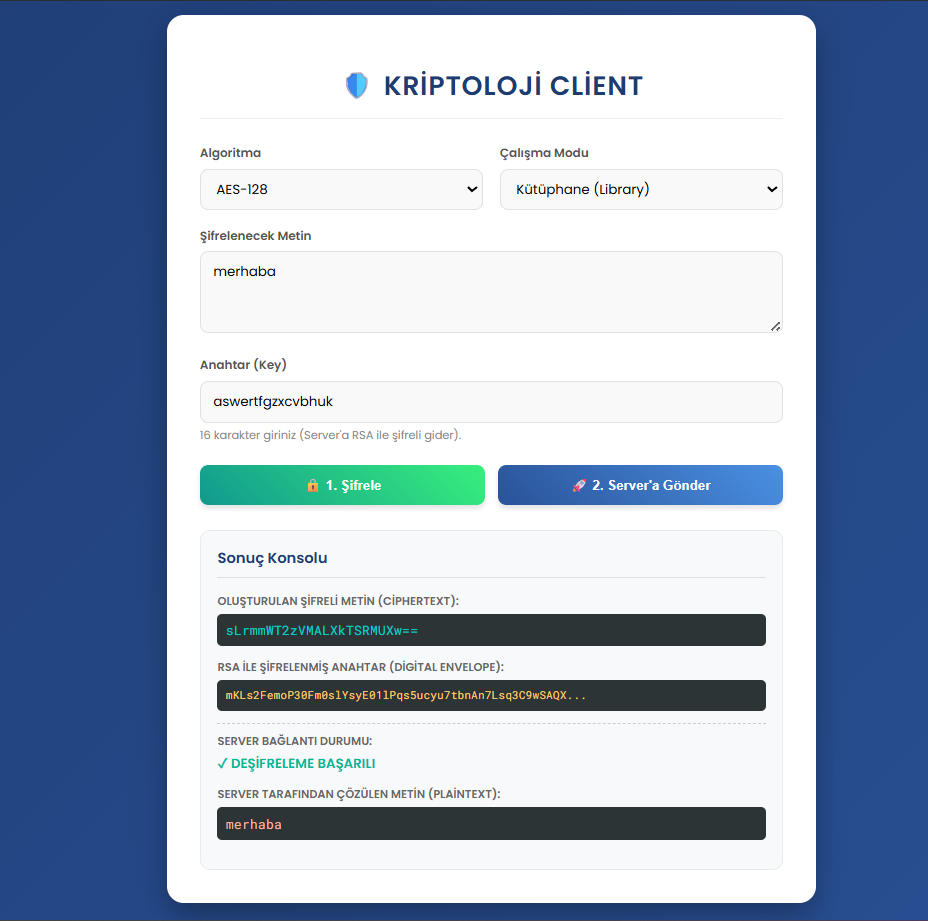 KRİPTOLOJİ CLİENT
Algoritma
Çalışma Modu
AES-128
Kütüphane (Library)
Şifrelenecek Metin
merhaba
Anahtar (Key)
aswertfgzxcvbhuk
16 karakter giriniz (Server'a RSA ile şifreli gider).
1. Şifrele
2. Server'a Gönder
Sonuç Konsolu
OLUŞTURULAN ŞİFRELİ METİN (CİPHERTEXT):
sLrmmWT2zVMALXkTSRMUXw==
RSA İLE ŞİFRELENMİŞ ANAHTAR (DİGİTAL ENVELOPE):
mKLs2FemoP30Fm0slYsyE01lPqs5ucyu7tbnAn7Lsq3C9wSAQX...
SERVER BAĞLANTI DURUMU:
✓ DEŞİFRELEME BAŞARILI
SERVER TARAFINDAN ÇÖZÜLEN METİN (PLAİNTEXT):
merhaba